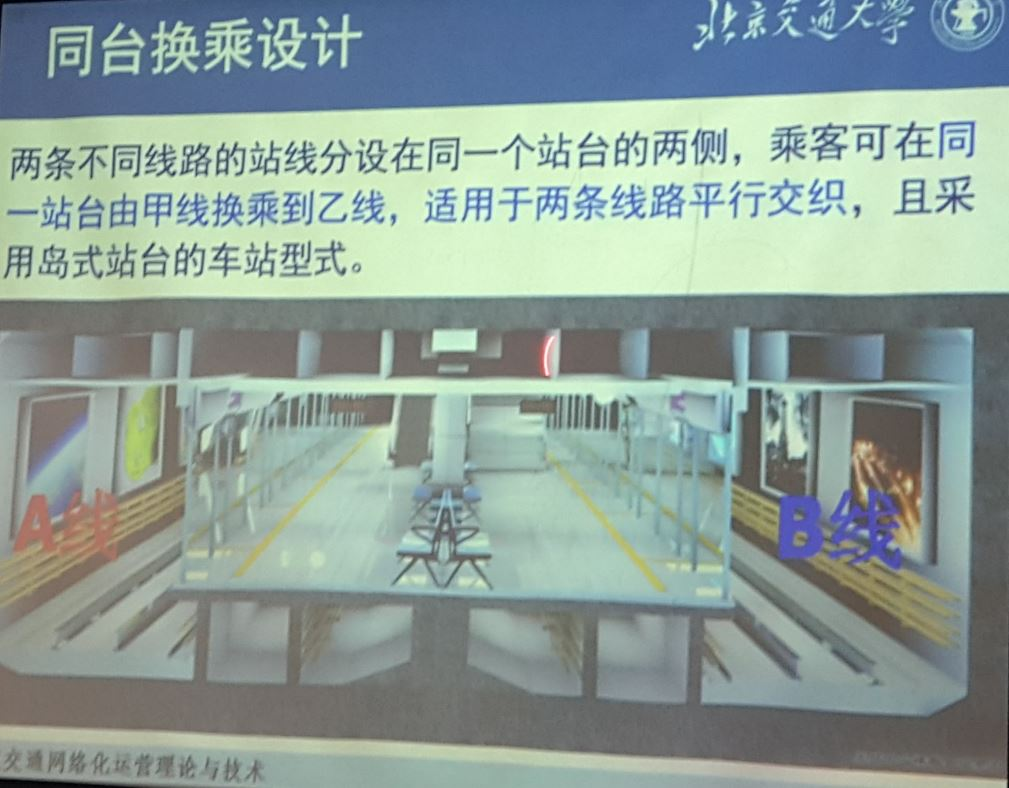 同台换乘设计
北京交通大學
两条不同线路的站线分设在同一个站台的两侧，乘客可在同
一站台由甲线换乘到乙线，适用于两条线路平行交织，且采
用岛式站台的车站型式。
A线
B线
交通网络化运营理论与技术